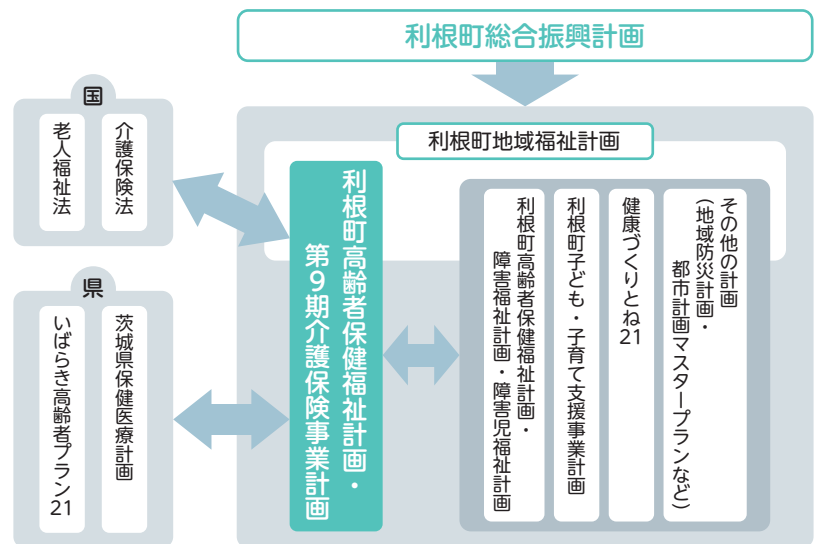 利根町総合振興計画
国
介護保険法
老人福祉法
県
茨城県保健医療計画
いばらき高齢者プラン21
利根町地域福祉計画
利根町高齢者保健福祉計画・
第9期介護保険事業計画
利根町高齢者保健福祉計画・
障害福祉計画・障害児福祉計画
利根町子ども・子育て支援事業計画
健康づくりとね21
その他の計画
(地域防災計画・
都市計画マスタープランなど)